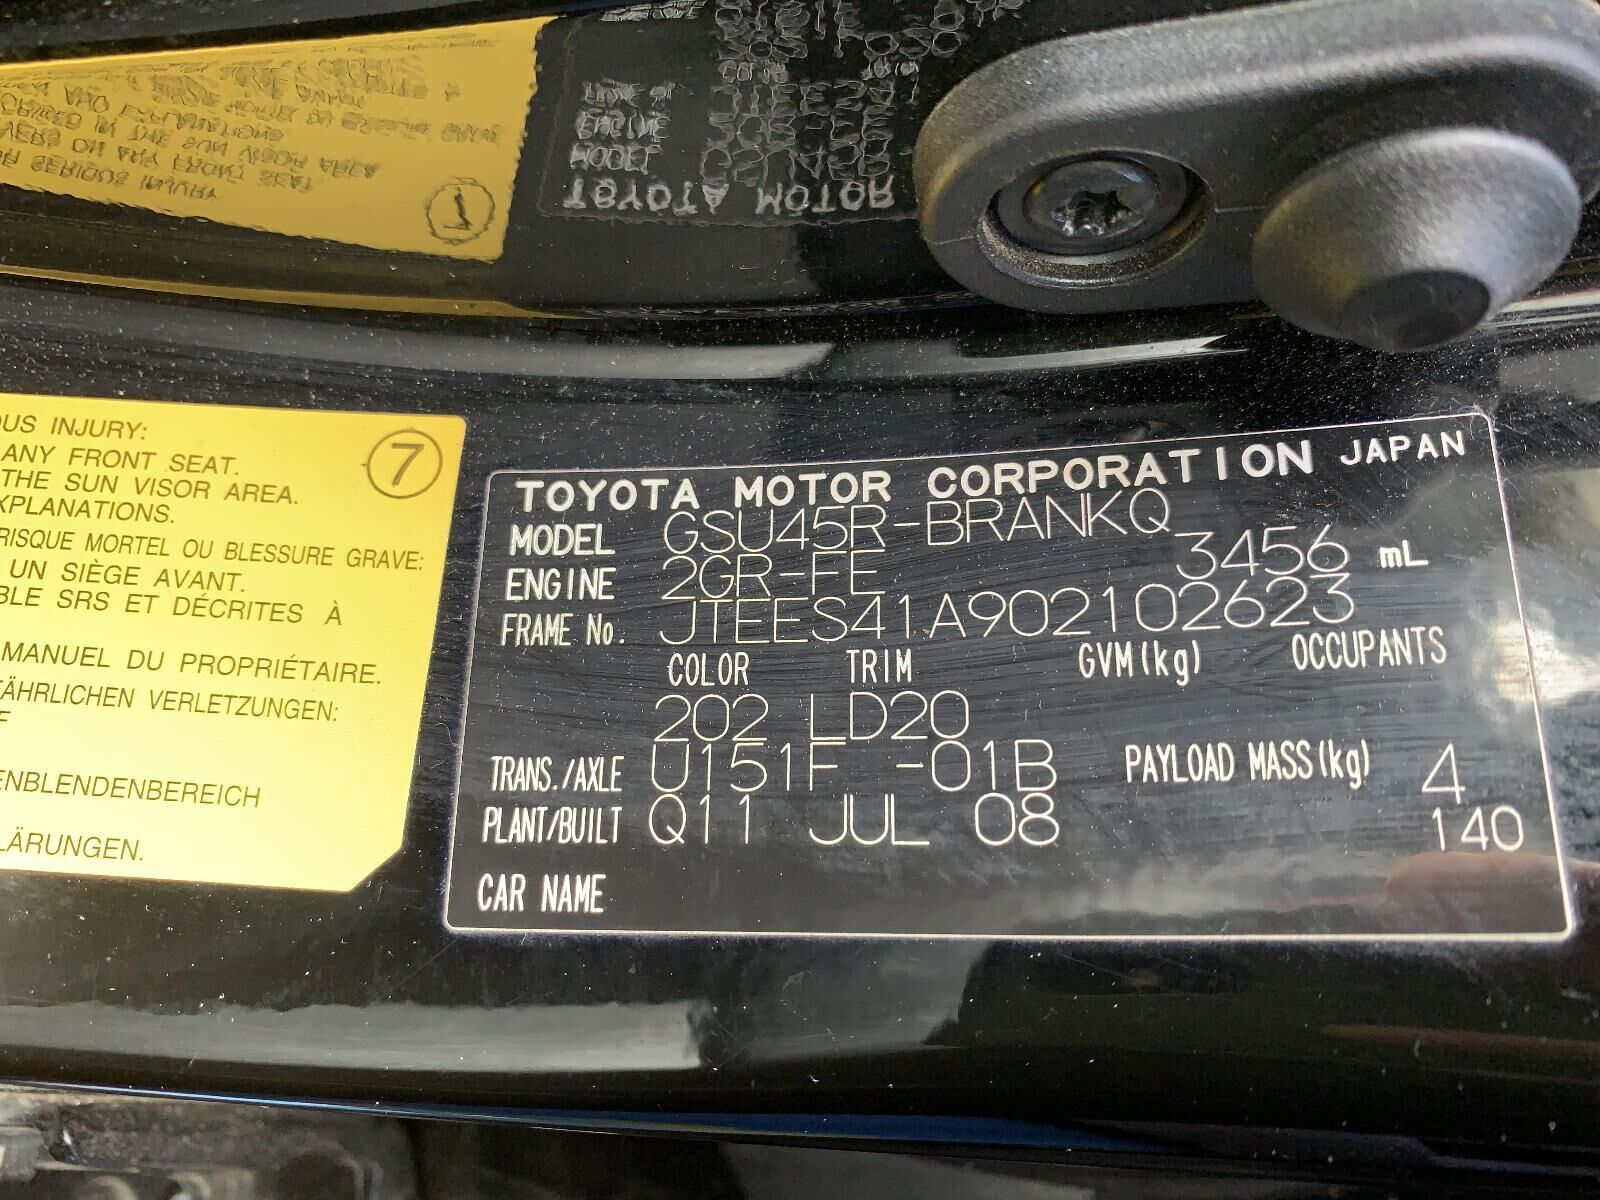 OUS INJURY:
7
ANY FRONT SEAT.
THE SUN VISOR AREA.
XPLANATIONS.
RISQUE MORTEL OU BLESSURE GRAVE:
UN SIÈGE AVANT.
BLE SRS ET DÉCRITES À
MANUEL DU PROPRIÉTAIRE.
ÄHRLICHEN VERLETZUNGEN:
ENBLENDENBEREICH
LÄRUNGEN.
TOYOTA MOTOR CORPORATION JAPAN
MODEL GSU45R-BRANKQ
ENGINE 2GR-FE 3456 mL
FRAME No. JTEES41A902102623
COLOR TRIM GVM(kg) OCCUPANTS
202 LD20
TRANS./AXLE U151F -01B PAYLOAD MASS(kg) 4
PLANT/BUILT Q11 JUL 08 140
CAR NAME